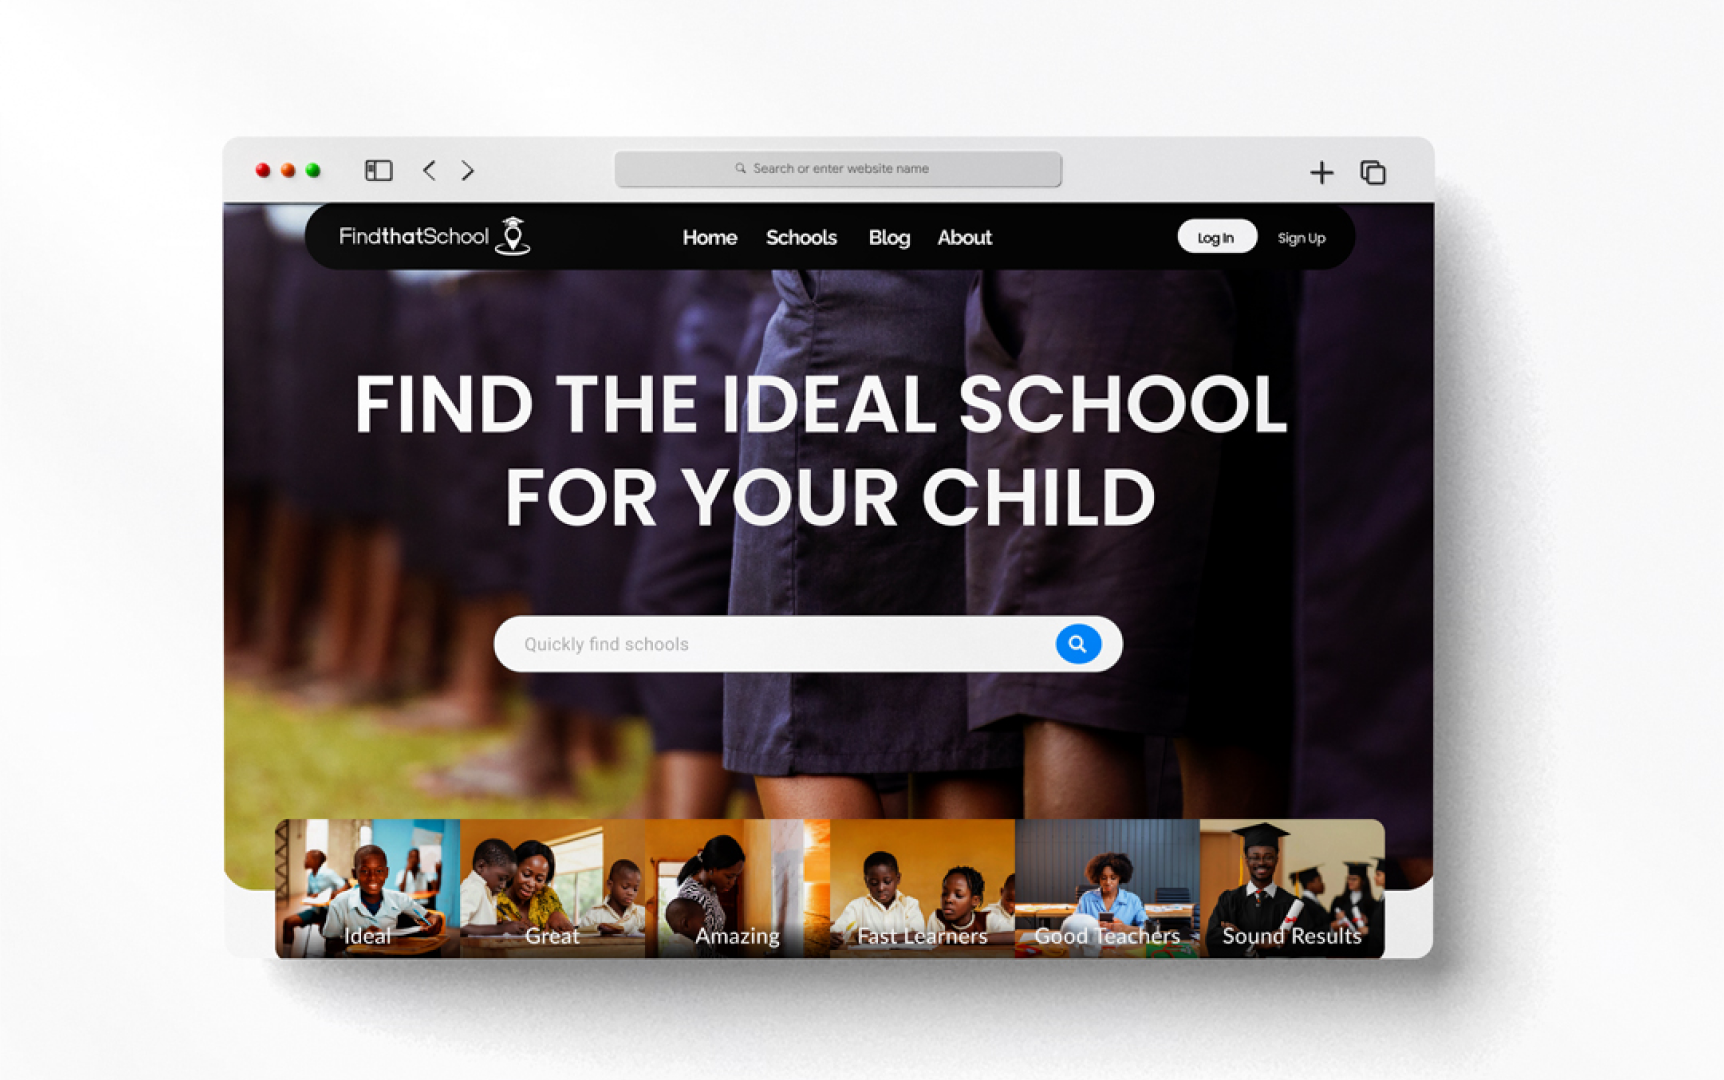 Search or enter website name
FindthatSchool
Home Schools Blog About
Log In Sign Up
FIND THE IDEAL SCHOOL
FOR YOUR CHILD
Quickly find schools
Ideal Great Amazing Fast Learners Good Teachers Sound Results